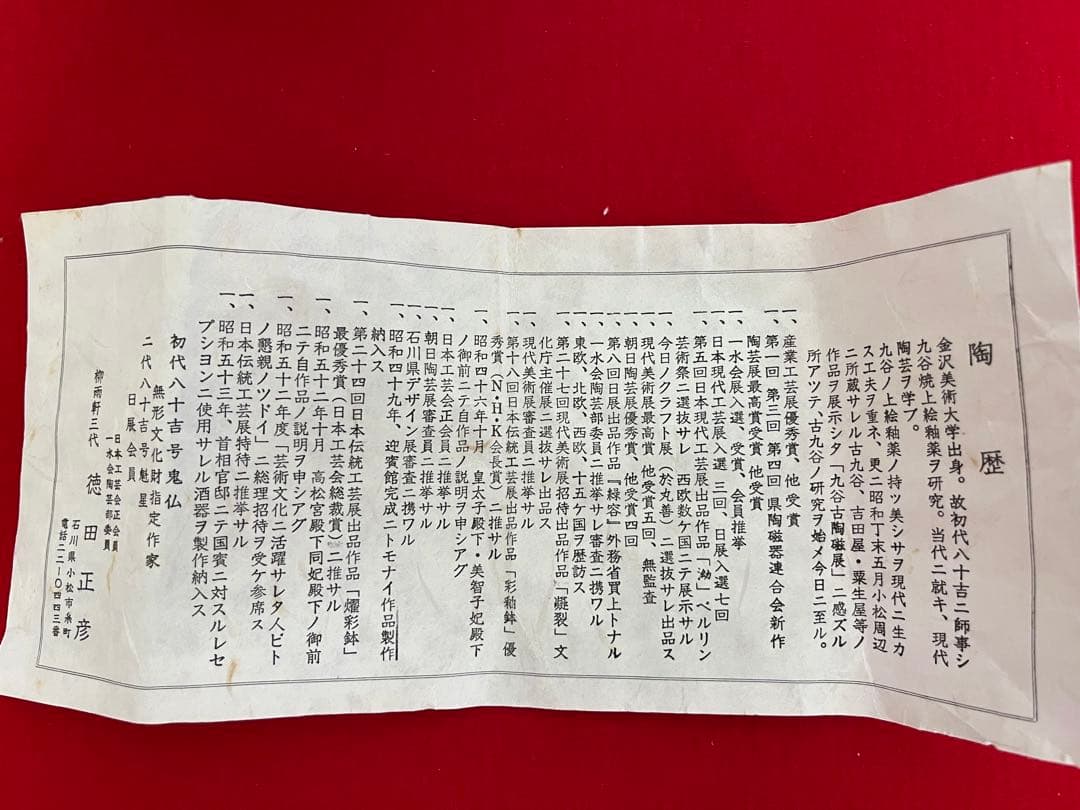 陶歴
金沢美術大学出身。故初代八十吉ニ師事シ
九谷焼上絵釉薬ヲ研究。当代ニ就キ、現代
陶芸ヲ学ブ。
九谷ノ上絵釉薬ノ持ツ美シサヲ現代ニ生カ
ス工夫ヲ重ネ、更ニ昭和丁末五月小松周辺
ニ所蔵サレル古九谷、吉田屋・粟生屋等ノ
作品ヲ展示シタ「九谷古陶磁展」ニ感ズル
所アツテ、古九谷ノ研究ヲ始メ今日ニ至ル。
一、産業工芸展優秀賞、他受賞
一、第一回 第三回 第四回 県陶磁器連合会新作
陶芸展最高賞受賞 他受賞
一、一水会展入選、受賞、会員推挙
一、日本現代工芸展入選 三回、日展入選七回
一、第五回日本現代工芸展出品作品「㘭」ベルリン
芸術祭ニ選抜サレ 西欧数ケ国ニテ展示サル
一、今日ノクラフト展（於丸善）ニ選抜サレ出品ス
一、現代美術展最高賞 他受賞五回、無監査
一、朝日陶芸展優秀賞、他受賞四回
一、第八回日展出品作品『緑容』外務省買上トナル
一、一水会陶芸部委員ニ推挙サレ審査ニ携ワル
一、東欧、北欧、西欧、十五ケ国ヲ歴訪ス
一、第二十七回現代美術展招待出品作品「凝裂」文
化庁主催展ニ選抜サレ出品ス
一、現代美術展審査員ニ推挙サル
一、第十八回日本伝統工芸展出品作品「彩釉鉢」優
秀賞（N・H・K会長賞）ニ推サル
一、昭和四十六年十月 皇太子殿下・美智子妃殿下
ノ御前ニテ自作品ノ説明ヲ申シアグ
一、日本工芸会正会員ニ推挙サル
一、朝日陶芸展審査員ニ推挙サル
一、石川県デザイン展審査ニ携ワル
一、昭和四十九年、迎賓館完成ニトモナイ作品製作
納入ス
一、第二十四回日本伝統工芸展出品作品「燿彩鉢」
最優秀賞（日本工芸会総裁賞）ニ推サル
一、昭和五十二年十月 高松宮殿下同妃殿下ノ御前
ニテ自作品ノ説明ヲ申シアグ
一、昭和五十二年度「芸術文化ニ活躍サレタ人ビト
ノ懇親ノツドイ」ニ総理招待ヲ受ケ参席ス
一、日本伝統工芸展特待ニ推挙サル
一、昭和五十三年、首相官邸ニテ国賓ニ対スルレセ
プシヨンニ使用サレル酒器ヲ製作納入ス
初代八十吉号鬼仏
無形文化財指定作家
二代八十吉号魁星
日展会員
日本工芸会正会員
一水会陶芸部委員
柳雨軒三代 徳田正彦
石川県小松市糸町
電話二二―〇四四三番